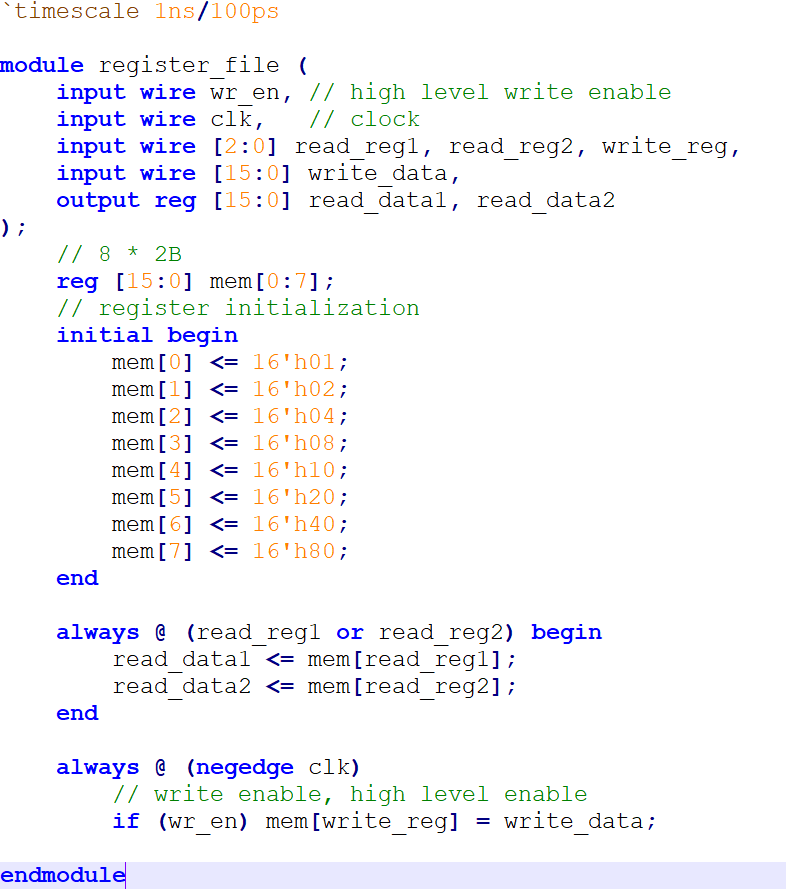 `timescale 1ns/100ps
module register_file (
    input wire wr_en, // high level write enable
    input wire clk,   // clock
    input wire [2:0] read_reg1, read_reg2, write_reg,
    input wire [15:0] write_data,
    output reg [15:0] read_data1, read_data2
);
    // 8 * 2B
    reg [15:0] mem[0:7];
    // register initialization
    initial begin
        mem[0] <= 16'h01;
        mem[1] <= 16'h02;
        mem[2] <= 16'h04;
        mem[3] <= 16'h08;
        mem[4] <= 16'h10;
        mem[5] <= 16'h20;
        mem[6] <= 16'h40;
        mem[7] <= 16'h80;
    end
    always @ (read_reg1 or read_reg2) begin
        read_data1 <= mem[read_reg1];
        read_data2 <= mem[read_reg2];
    end
    always @ (negedge clk)
        // write enable, high level enable
        if (wr_en) mem[write_reg] = write_data;
endmodule